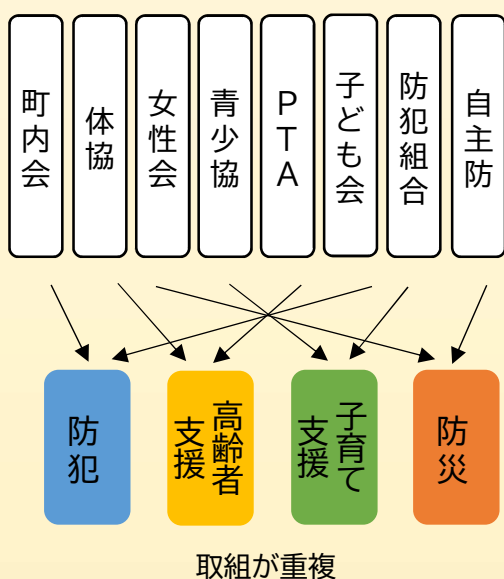 町内会
体協
女性会
青少協
PTA
子ども会
防犯組合
自主防
防犯
高齢者
支援
子育て
支援
防災
取組が重複